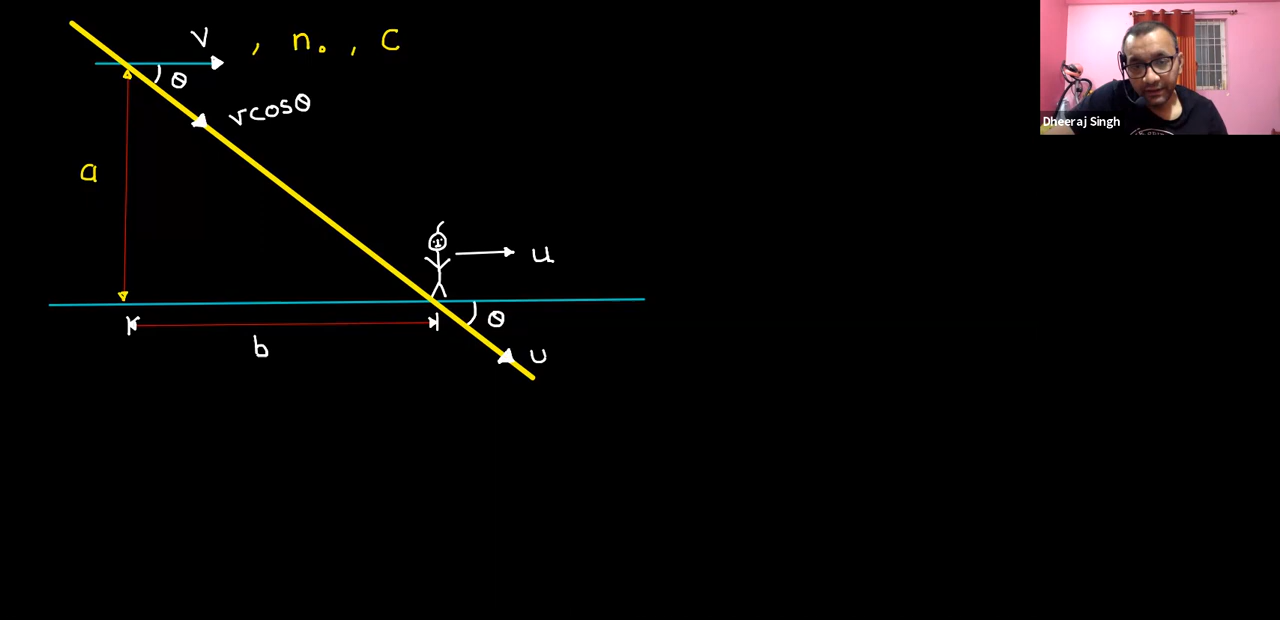 V , n₀ , C
θ
vcosθ
a
u
θ
b
u
Dheeraj Singh